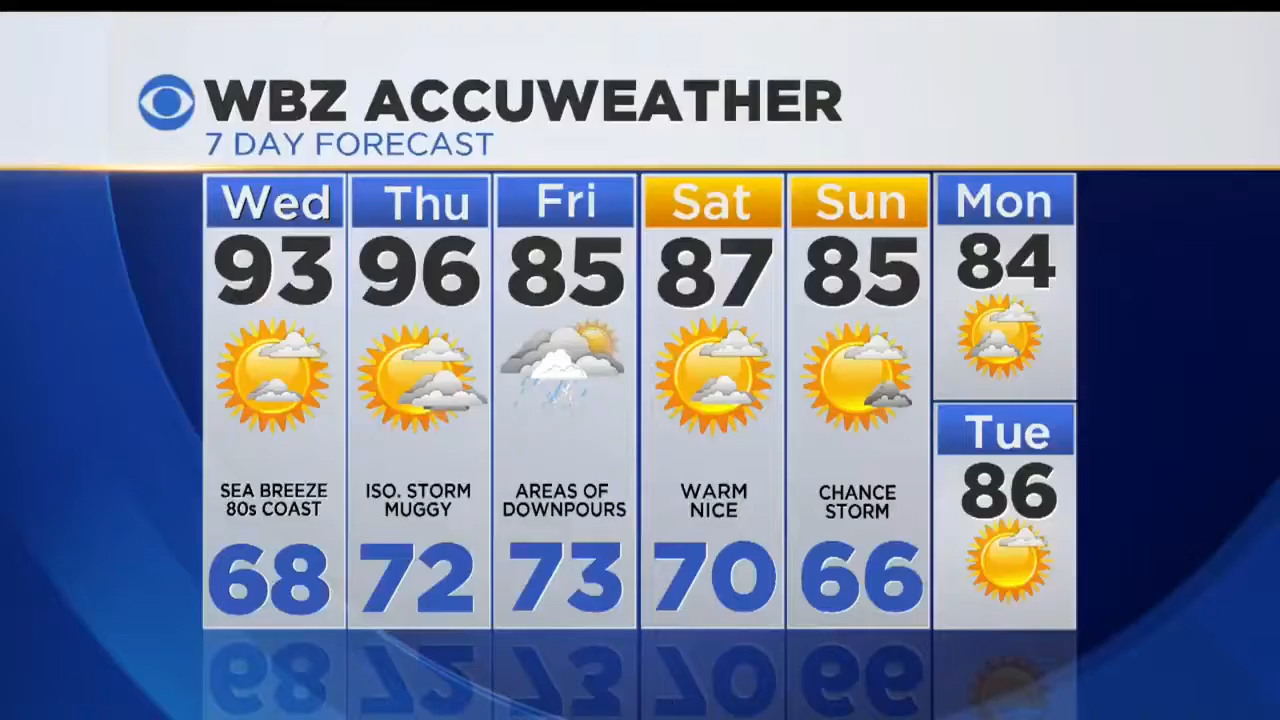 WBZ ACCUWEATHER
7 DAY FORECAST
Wed
93
SEA BREEZE
80s COAST
68
Thu
96
ISO. STORM
MUGGY
72
Fri
85
AREAS OF
DOWNPOURS
73
Sat
87
WARM
NICE
70
Sun
85
CHANCE
STORM
66
Mon
84
Tue
86